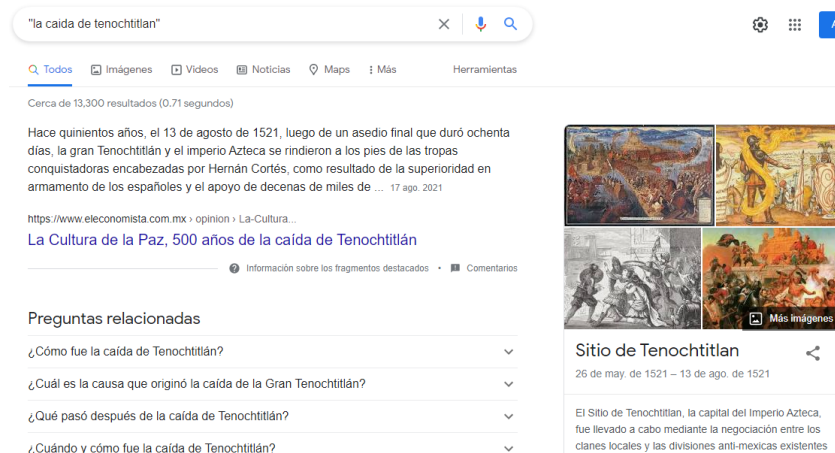 "la caida de tenochtitlan"
Todos
Imágenes
Videos
Noticias
Maps
Más
Herramientas
Cerca de 13,300 resultados (0.71 segundos)
Hace quinientos años, el 13 de agosto de 1521, luego de un asedio final que duró ochenta
días, la gran Tenochtitlán y el imperio Azteca se rindieron a los pies de las tropas
conquistadoras encabezadas por Hernán Cortés, como resultado de la superioridad en
armamento de los españoles y el apoyo de decenas de miles de ... 17 ago. 2021
https://www.eleconomista.com.mx › opinion › La-Cultura...
La Cultura de la Paz, 500 años de la caída de Tenochtitlán
Información sobre los fragmentos destacados • Comentarios
Preguntas relacionadas
¿Cómo fue la caída de Tenochtitlán?
¿Cuál es la causa que originó la caída de la Gran Tenochtitlán?
¿Qué pasó después de la caída de Tenochtitlán?
¿Cuándo y cómo fue la caída de Tenochtitlán?
Más imágenes
Sitio de Tenochtitlan
26 de may. de 1521 – 13 de ago. de 1521
El Sitio de Tenochtitlan, la capital del Imperio Azteca,
fue llevado a cabo mediante la negociación entre los
clanes locales y las divisiones anti-mexicas existentes